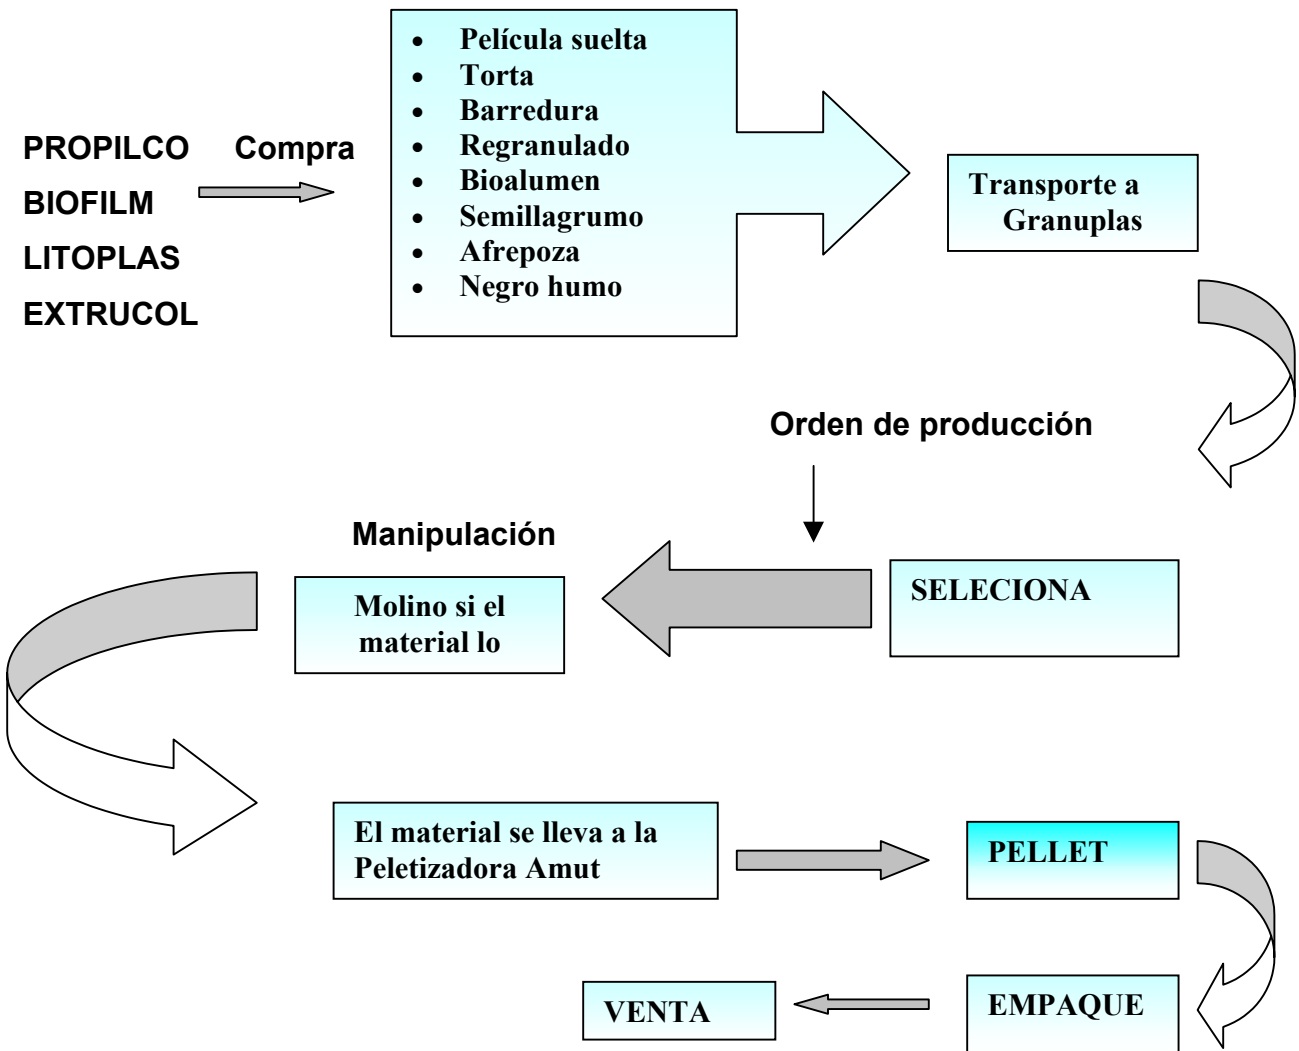 PROPILCO
BIOFILM
LITOPLAS
EXTRUCOL
Compra
• Película suelta
• Torta
• Barredura
• Regranulado
• Bioalumen
• Semillagrumo
• Afrepoza
• Negro humo
Transporte a
Granuplas
Orden de producción
SELECIONA
Manipulación
Molino si el
material lo
El material se lleva a la
Peletizadora Amut
PELLET
EMPAQUE
VENTA